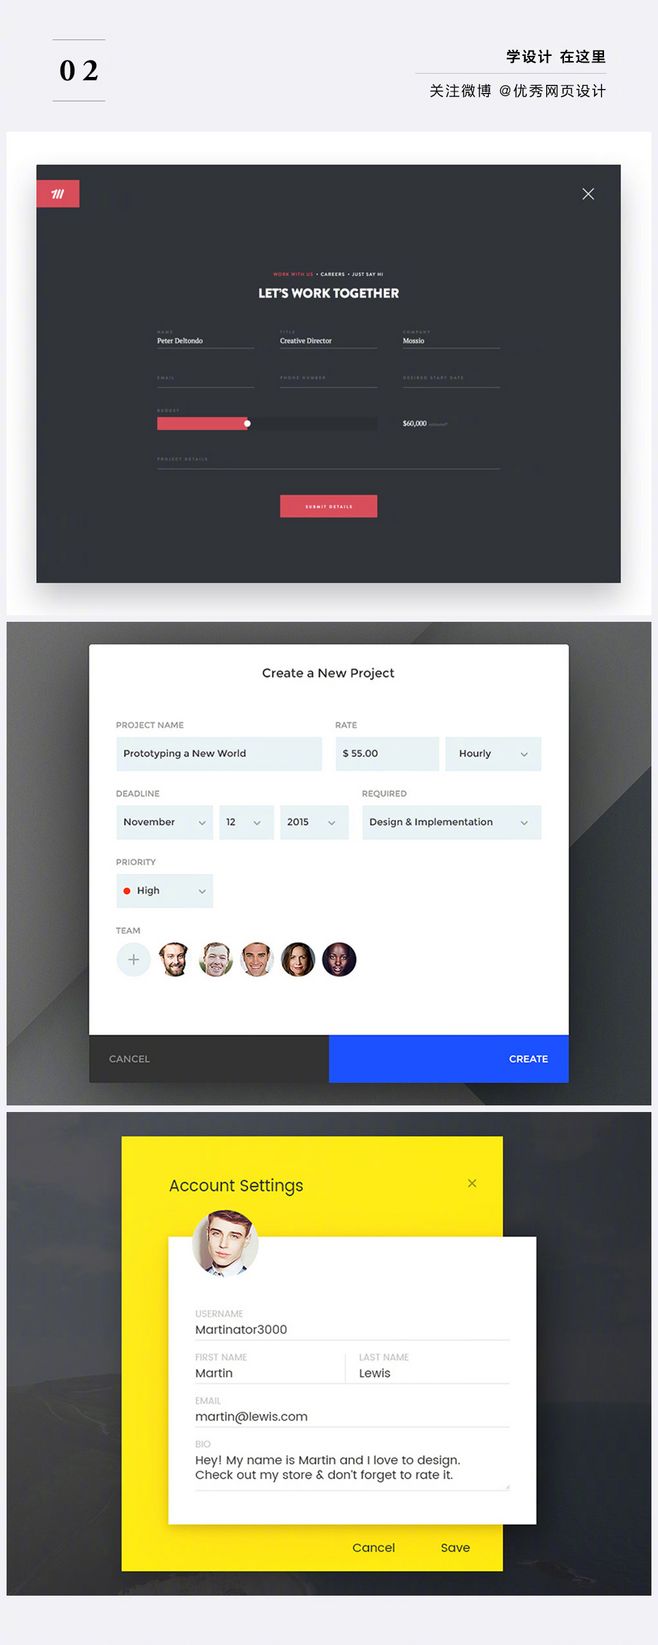 02
学设计 在这里
关注微博 @优秀网页设计
WORK WITH US • CAREERS • JUST SAY HI
LET'S WORK TOGETHER
NAME TITLE COMPANY
Peter Deltondo Creative Director Mossio
EMAIL PHONE NUMBER DESIRED START DATE
BUDGET
$60,000
PROJECT DETAILS
SUBMIT DETAILS
Create a New Project
PROJECT NAME RATE
Prototyping a New World $ 55.00 Hourly
DEADLINE REQUIRED
November 12 2015 Design & Implementation
PRIORITY
High
TEAM
CANCEL CREATE
Account Settings
USERNAME
Martinator3000
FIRST NAME LAST NAME
Martin Lewis
EMAIL
martin@lewis.com
BIO
Hey! My name is Martin and I love to design.
Check out my store & don't forget to rate it.
Cancel Save